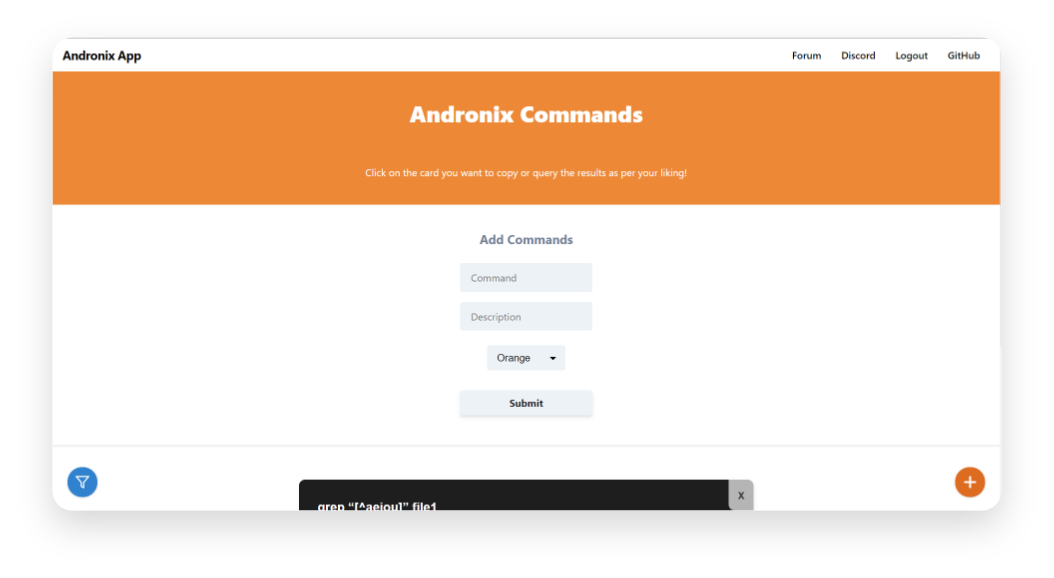 Andronix App
Forum Discord Logout GitHub
Andronix Commands
Click on the card you want to copy or query the results as per your liking!
Add Commands
Command
Description
Orange
Submit
X
grep “[^aeiou]” file1